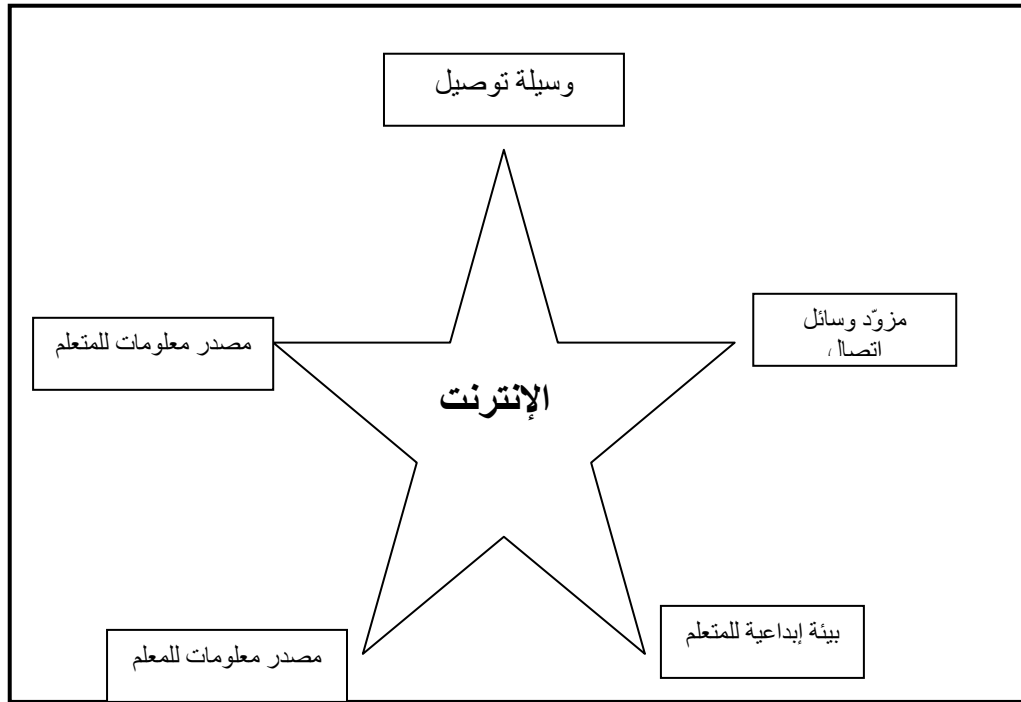 وسيلة توصيل
مزوّد وسائل
اتصال
مصدر معلومات للمتعلم
الإنترنت
بيئة إبداعية للمتعلم
مصدر معلومات للمعلم